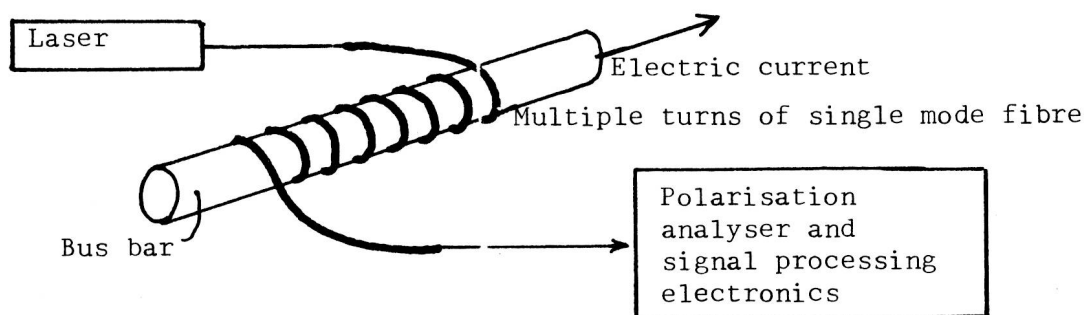 Laser
Electric current
Multiple turns of single mode fibre
Bus bar
Polarisation
analyser and
signal processing
electronics